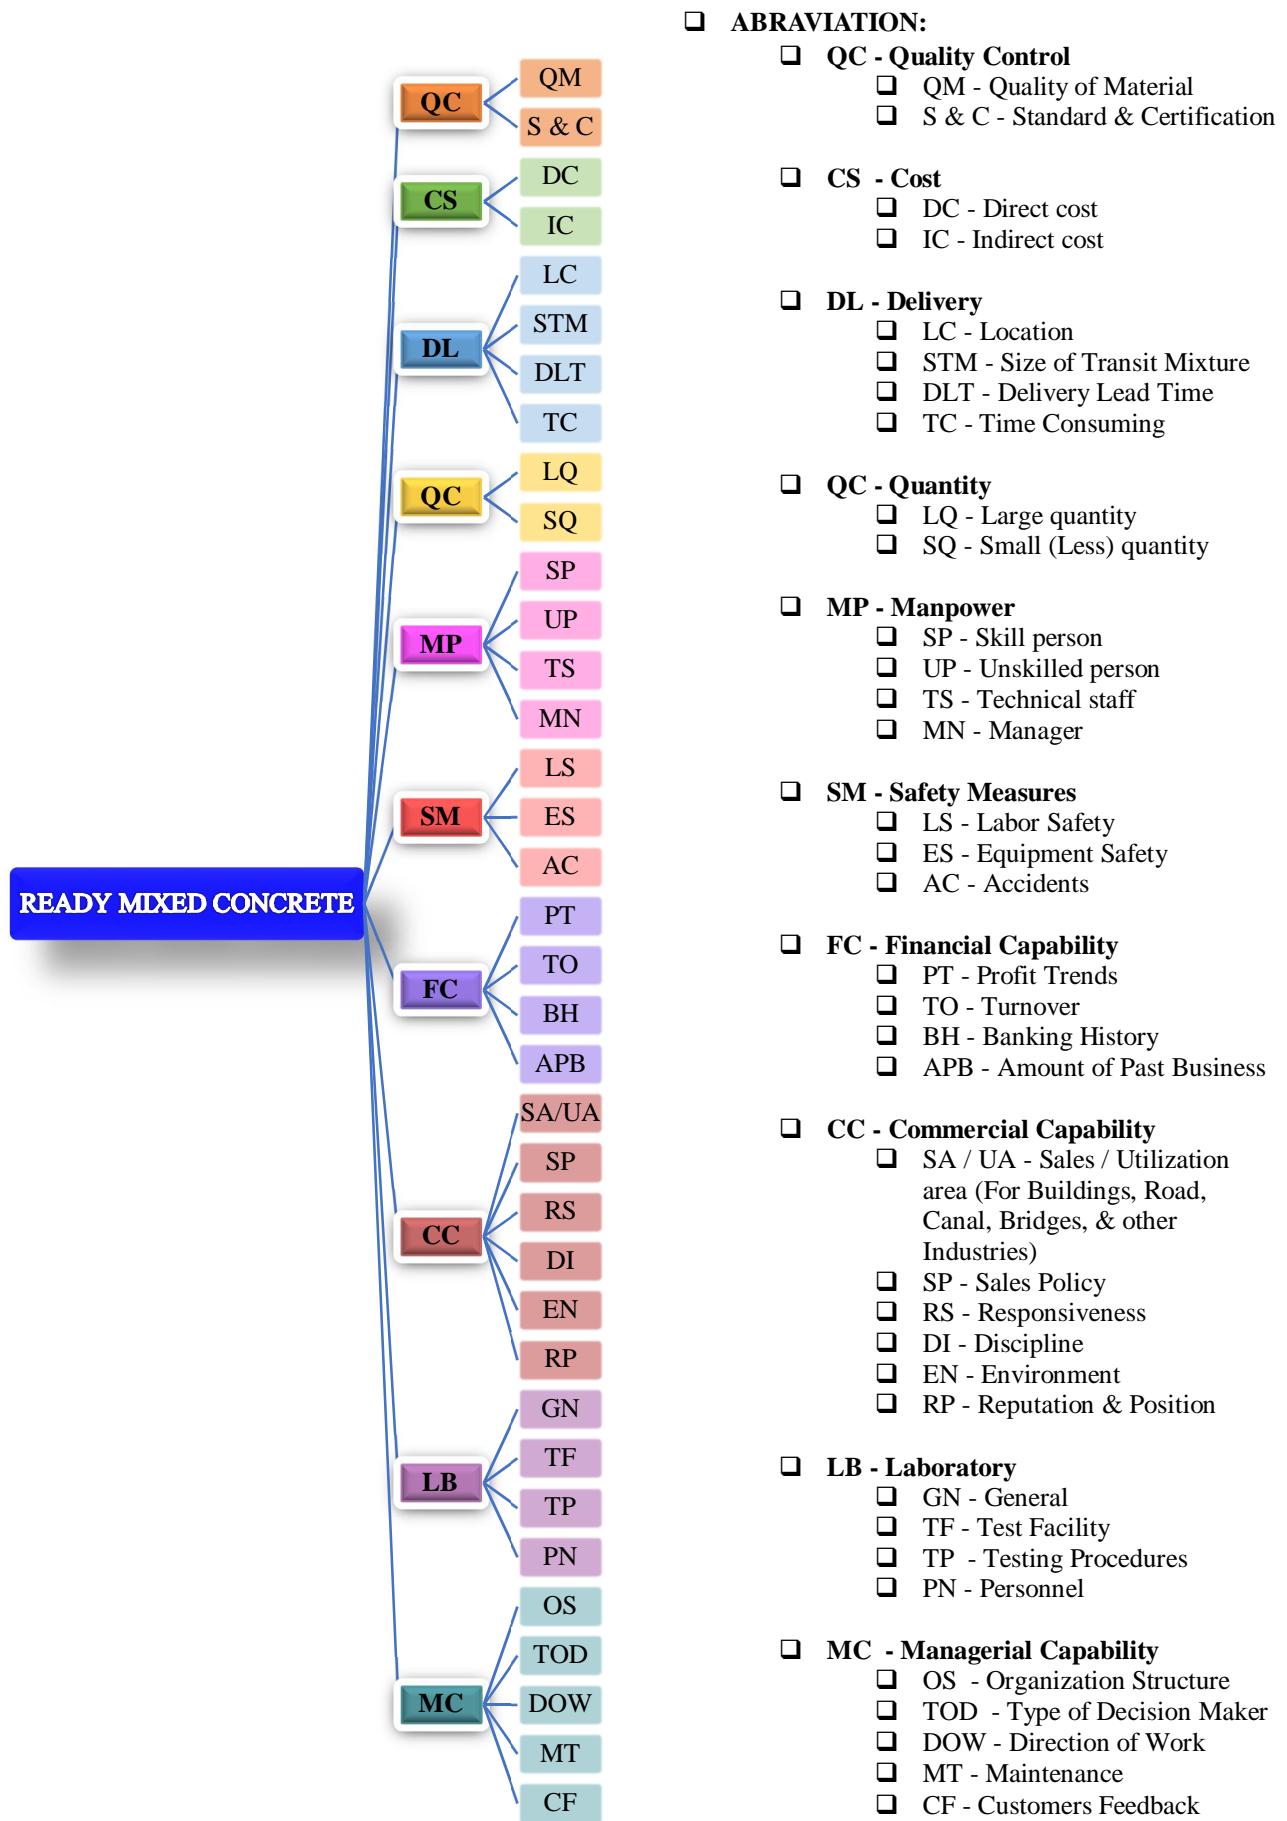 READY MIXED CONCRETE
QC
QM
S & C
CS
DC
IC
DL
LC
STM
DLT
TC
QC
LQ
SQ
MP
SP
UP
TS
MN
SM
LS
ES
AC
FC
PT
TO
BH
APB
CC
SA/UA
SP
RS
DI
EN
RP
LB
GN
TF
TP
PN
MC
OS
TOD
DOW
MT
CF
ABRAVIATION:
QC - Quality Control
QM - Quality of Material
S & C - Standard & Certification
CS - Cost
DC - Direct cost
IC - Indirect cost
DL - Delivery
LC - Location
STM - Size of Transit Mixture
DLT - Delivery Lead Time
TC - Time Consuming
QC - Quantity
LQ - Large quantity
SQ - Small (Less) quantity
MP - Manpower
SP - Skill person
UP - Unskilled person
TS - Technical staff
MN - Manager
SM - Safety Measures
LS - Labor Safety
ES - Equipment Safety
AC - Accidents
FC - Financial Capability
PT - Profit Trends
TO - Turnover
BH - Banking History
APB - Amount of Past Business
CC - Commercial Capability
SA / UA - Sales / Utilization
area (For Buildings, Road,
Canal, Bridges, & other
Industries)
SP - Sales Policy
RS - Responsiveness
DI - Discipline
EN - Environment
RP - Reputation & Position
LB - Laboratory
GN - General
TF - Test Facility
TP - Testing Procedures
PN - Personnel
MC - Managerial Capability
OS - Organization Structure
TOD - Type of Decision Maker
DOW - Direction of Work
MT - Maintenance
CF - Customers Feedback